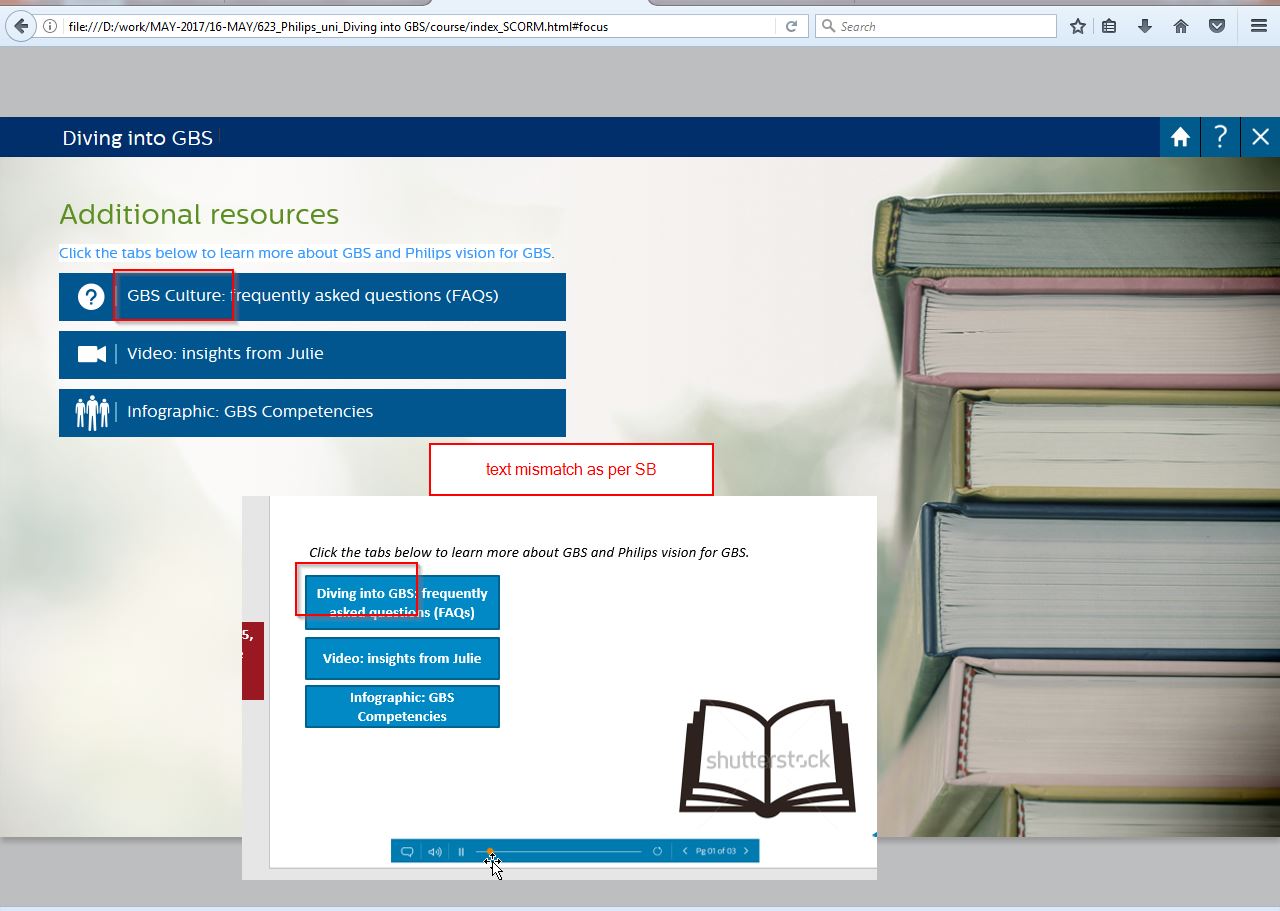 file:///D:/work/MAY-2017/16-MAY/623_Philips_uni_Diving into GBS/course/index_SCORM.html#focus
Search
Diving into GBS
?
Additional resources
Click the tabs below to learn more about GBS and Philips vision for GBS.
? GBS Culture: frequently asked questions (FAQs)
Video: insights from Julie
Infographic: GBS Competencies
text mismatch as per SB
Click the tabs below to learn more about GBS and Philips vision for GBS.
Diving into GBS: frequently
asked questions (FAQs)
5,
Video: insights from Julie
Infographic: GBS
Competencies
shutterstock
Pg 01 of 03